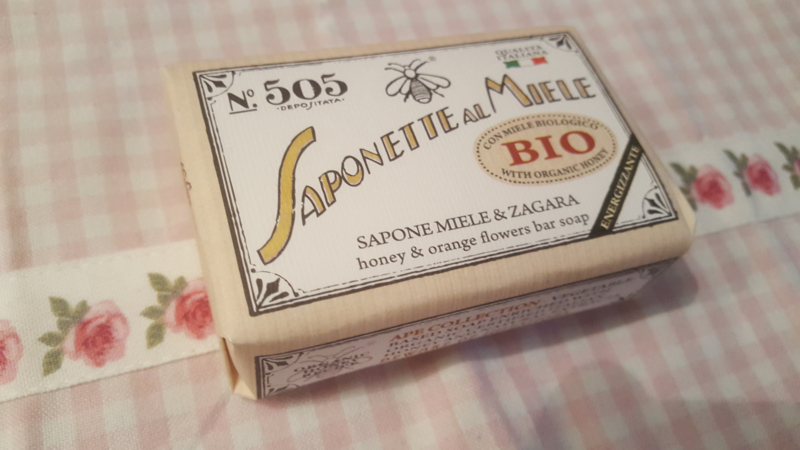 Nº. 505
DEPOSITATA
QUALITÀ
ITALIANA
SAPONETTE AL MIELE
CON MIELE BIOLOGICO
BIO
WITH ORGANIC HONEY
ENERGIZZANTE
SAPONE MIELE & ZAGARA
honey & orange flowers bar soap
APE COLLECTION. VEGETABLE